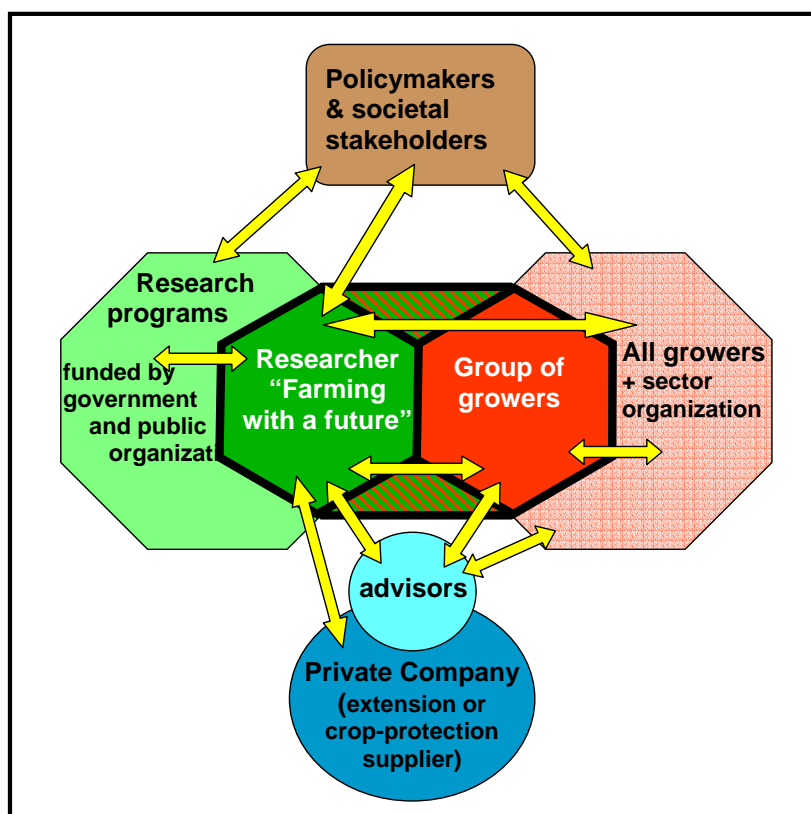 Policymakers
& societal
stakeholders
Research
programs
funded by
government
and public
organizati
Researcher
“Farming
with a future”
Group of
growers
All growers
+ sector
organization
advisors
Private Company
(extension or
crop-protection
supplier)